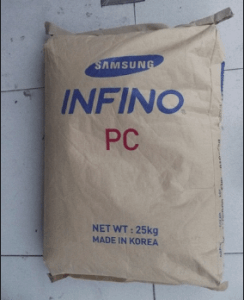 SAMSUNG
INFINO
PC
NET WT : 25kg
MADE IN KOREA